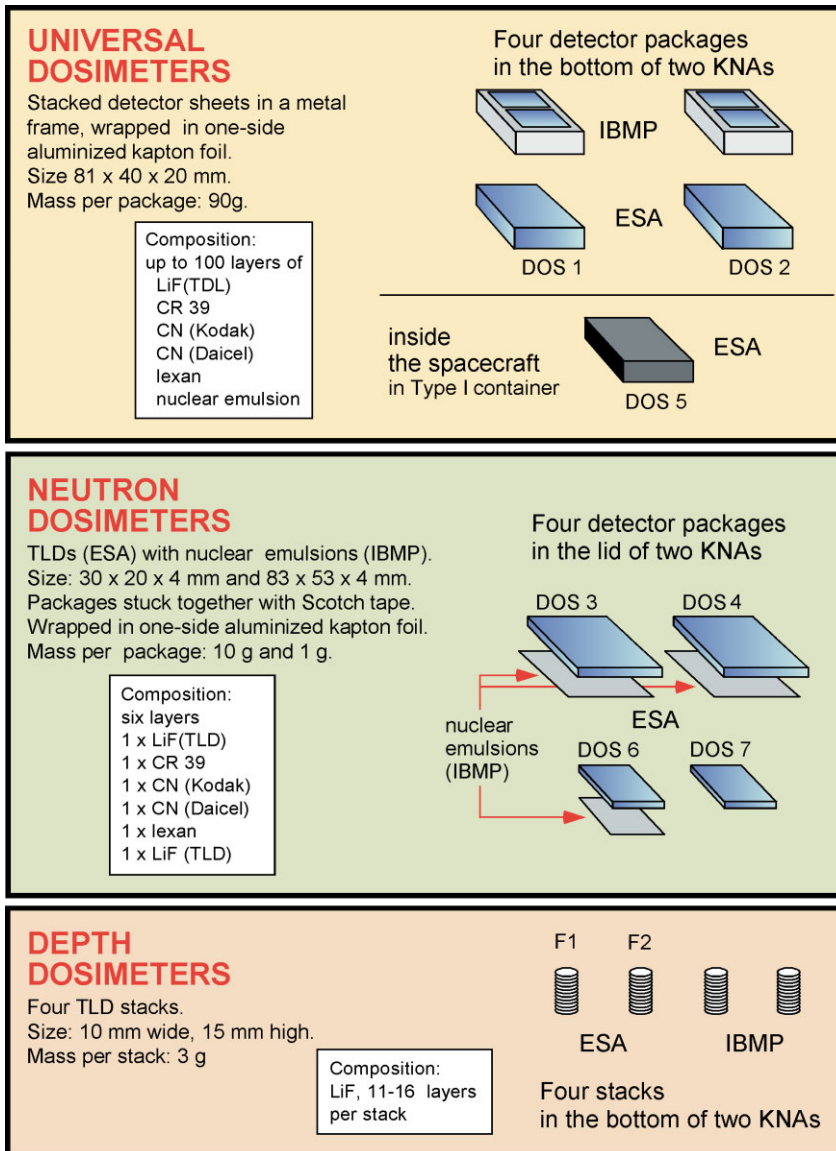 UNIVERSAL
DOSIMETERS
Stacked detector sheets in a metal
frame, wrapped in one-side
aluminized kapton foil.
Size 81 x 40 x 20 mm.
Mass per package: 90g.
Composition:
up to 100 layers of
LiF(TDL)
CR 39
CN (Kodak)
CN (Daicel)
lexan
nuclear emulsion
Four detector packages
in the bottom of two KNAs
IBMP
ESA
DOS 1
DOS 2
inside
the spacecraft
in Type I container
ESA
DOS 5
NEUTRON
DOSIMETERS
TLDs (ESA) with nuclear emulsions (IBMP).
Size: 30 x 20 x 4 mm and 83 x 53 x 4 mm.
Packages stuck together with Scotch tape.
Wrapped in one-side aluminized kapton foil.
Mass per package: 10 g and 1 g.
Composition:
six layers
1 x LiF(TLD)
1 x CR 39
1 x CN (Kodak)
1 x CN (Daicel)
1 x lexan
1 x LiF (TLD)
Four detector packages
in the lid of two KNAs
DOS 3
DOS 4
ESA
nuclear
emulsions
(IBMP)
DOS 6
DOS 7
DEPTH
DOSIMETERS
Four TLD stacks.
Size: 10 mm wide, 15 mm high.
Mass per stack: 3 g
Composition:
LiF, 11-16 layers
per stack
F1
F2
ESA
IBMP
Four stacks
in the bottom of two KNAs